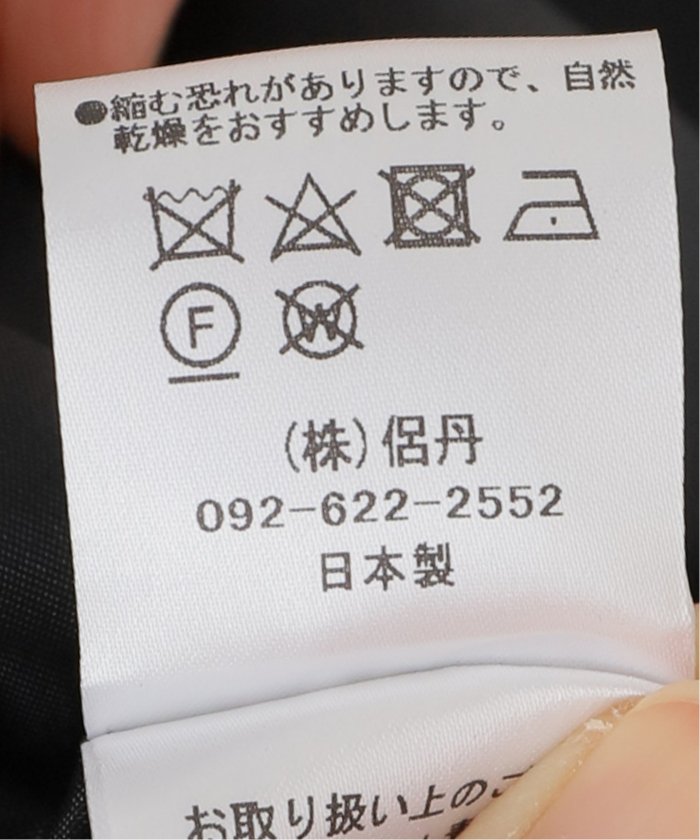 ●縮む恐れがありますので、自然
乾燥をおすすめします。
F W
(株)侶丹
092-622-2552
日本製
お取り扱い上のご